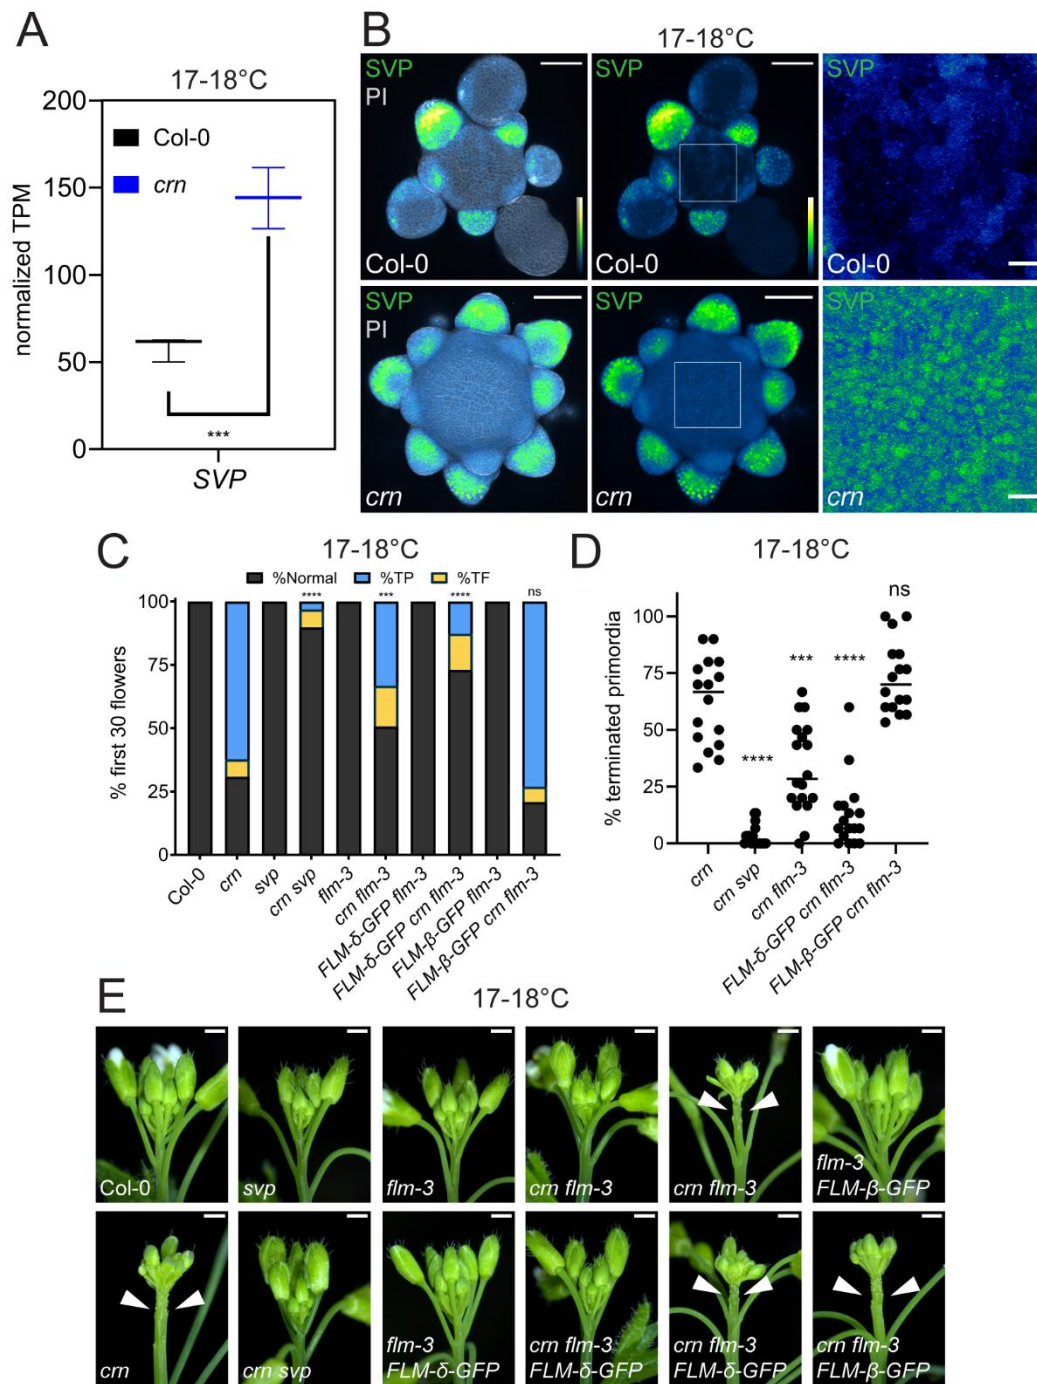 A
17-18°C
normalized TPM
200
150
100
50
0
Col-0
crn
***
SVP
B
17-18°C
SVP
PI
Col-0
SVP
Col-0
SVP
Col-0
SVP
PI
crn
SVP
crn
SVP
crn
C
17-18°C
%Normal %TP %TF
% first 30 flowers
100
75
50
25
0
**** *** **** ns
Col-0
crn
svp
crn svp
flm-3
crn flm-3
FLM-δ-GFP flm-3
FLM-δ-GFP crn flm-3
FLM-β-GFP flm-3
FLM-β-GFP crn flm-3
D
17-18°C
% terminated primordia
100
75
50
25
0
**** *** **** ns
crn
crn svp
crn flm-3
FLM-δ-GFP crn flm-3
FLM-β-GFP crn flm-3
E
17-18°C
Col-0
svp
flm-3
crn flm-3
crn flm-3
flm-3
FLM-β-GFP
crn
crn svp
flm-3
FLM-δ-GFP
crn flm-3
FLM-δ-GFP
crn flm-3
FLM-δ-GFP
crn flm-3
FLM-β-GFP